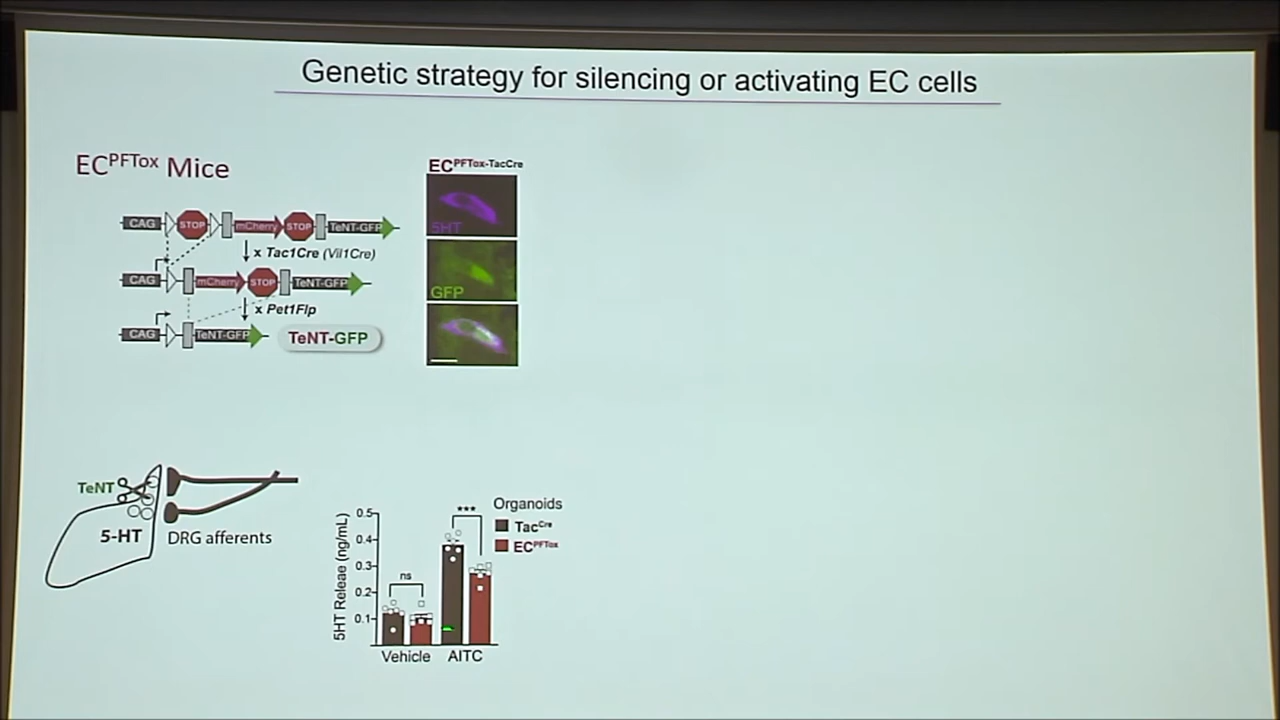 Genetic strategy for silencing or activating EC cells
ECPFTox Mice
CAG STOP mCherry STOP TeNT-GFP
x Tac1Cre (Vil1Cre)
CAG mCherry STOP TeNT-GFP
x Pet1Flp
CAG TeNT-GFP
TeNT-GFP
ECPFTox-TacCre
5HT
GFP
TeNT
5-HT
DRG afferents
5HT Releae (ng/mL)
0.5
0.4
0.3
0.2
0.1
ns
***
Vehicle
AITC
Organoids
TacCre
ECPFTox